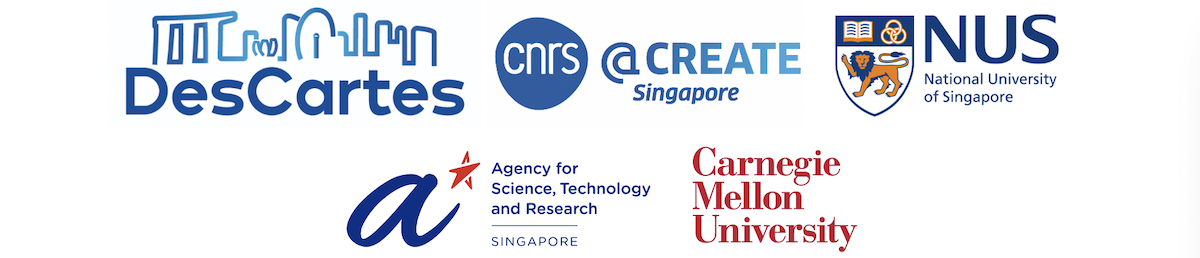 DesCartes
cnrs
@CREATE
Singapore
NUS
National University
of Singapore
a
Agency for
Science, Technology
and Research
SINGAPORE
Carnegie
Mellon
University